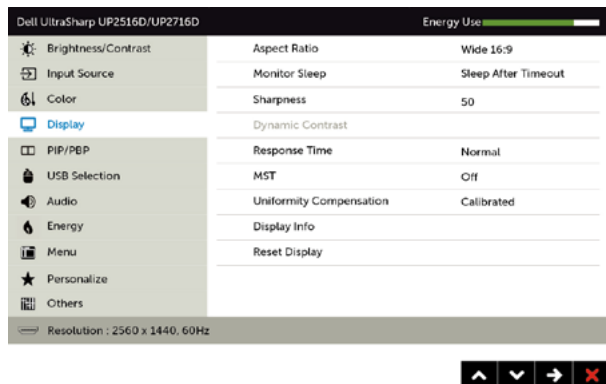 Dell UltraSharp UP2516D/UP2716D Energy Use
Brightness/Contrast Aspect Ratio Wide 16:9
Input Source Monitor Sleep Sleep After Timeout
Color Sharpness 50
Display Dynamic Contrast
PIP/PBP Response Time Normal
USB Selection MST Off
Audio Uniformity Compensation Calibrated
Energy Display Info
Menu Reset Display
Personalize
Others
Resolution : 2560 x 1440, 60Hz